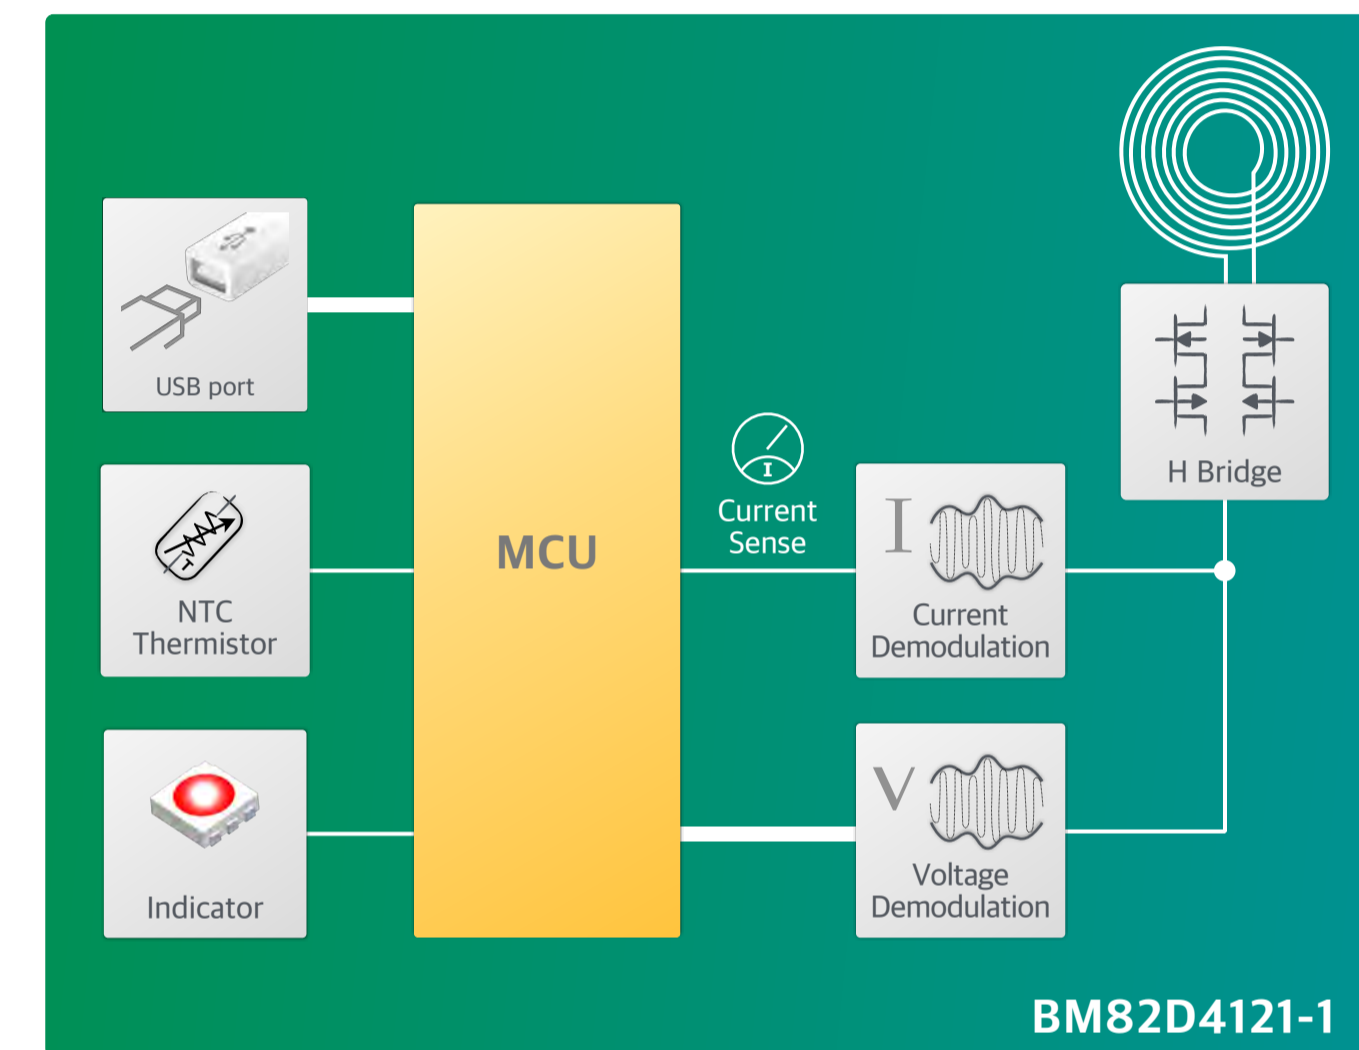 USB port
NTC
Thermistor
T
Indicator
MCU
I
Current
Sense
I
Current
Demodulation
V
Voltage
Demodulation
H Bridge
BM82D4121-1